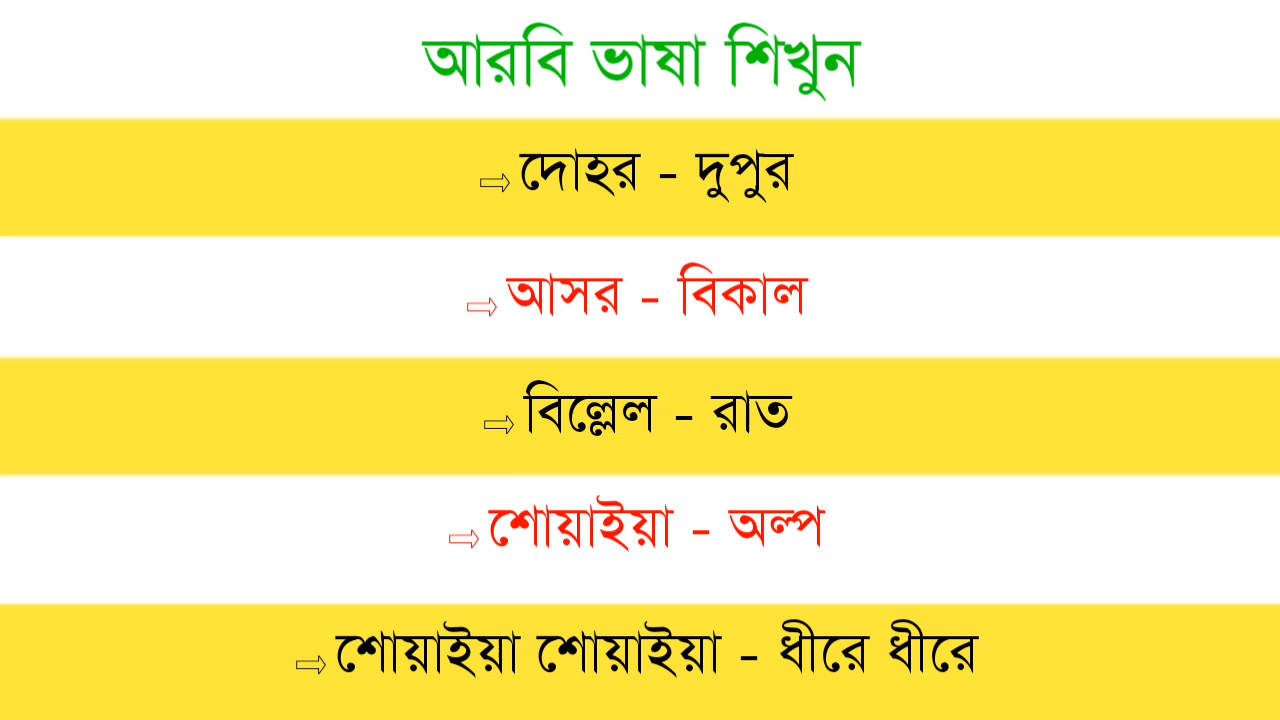 আরবি ভাষা শিখুন
⇨দোহর - দুপুর
⇨আসর - বিকাল
⇨বিল্লেল - রাত
⇨শোয়াইয়া - অল্প
⇨শোয়াইয়া শোয়াইয়া - ধীরে ধীরে